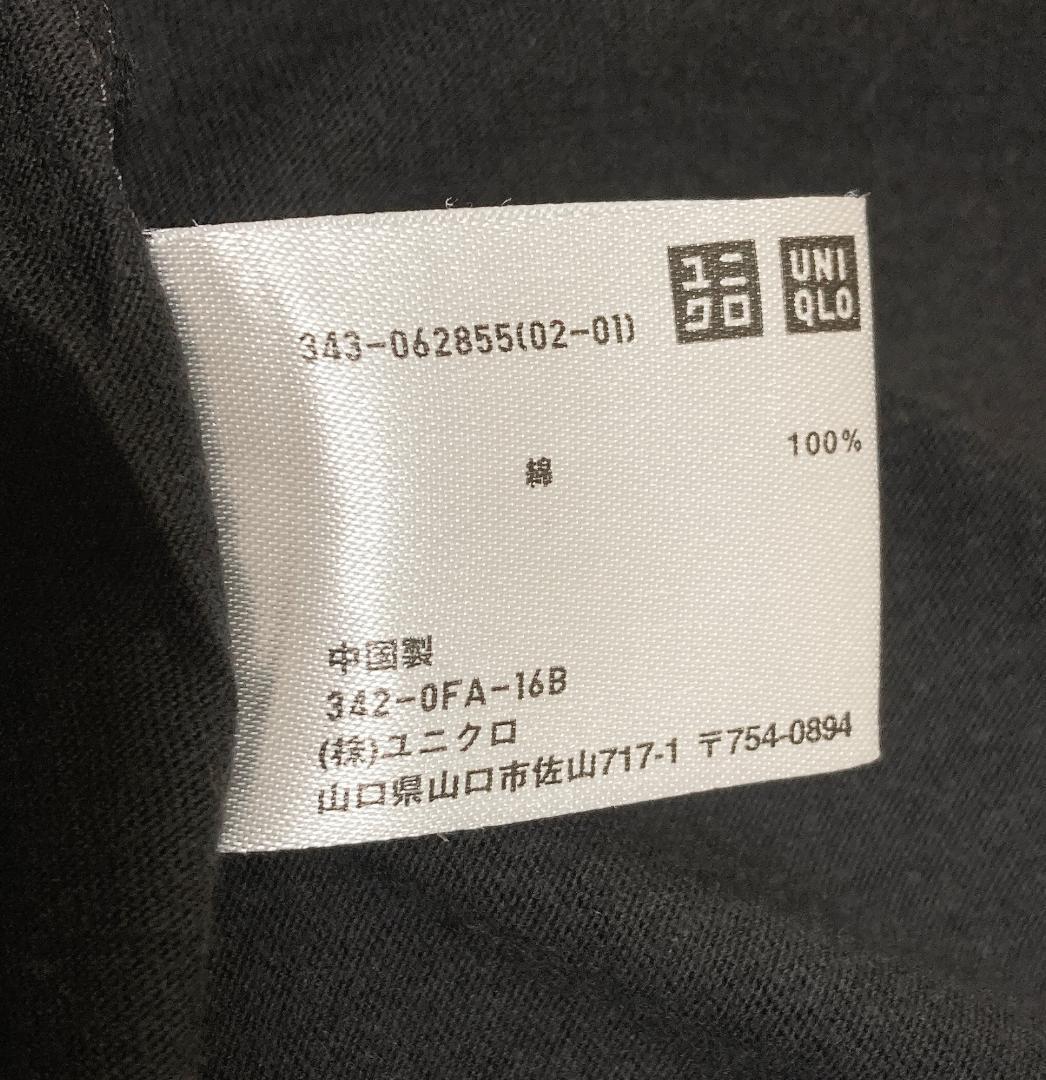 ユニ
クロ
UNI
QLO
343-062855(02-01)
綿 100%
中国製
342-0FA-16B
(株)ユニクロ
山口県山口市佐山717-1 〒754-0894